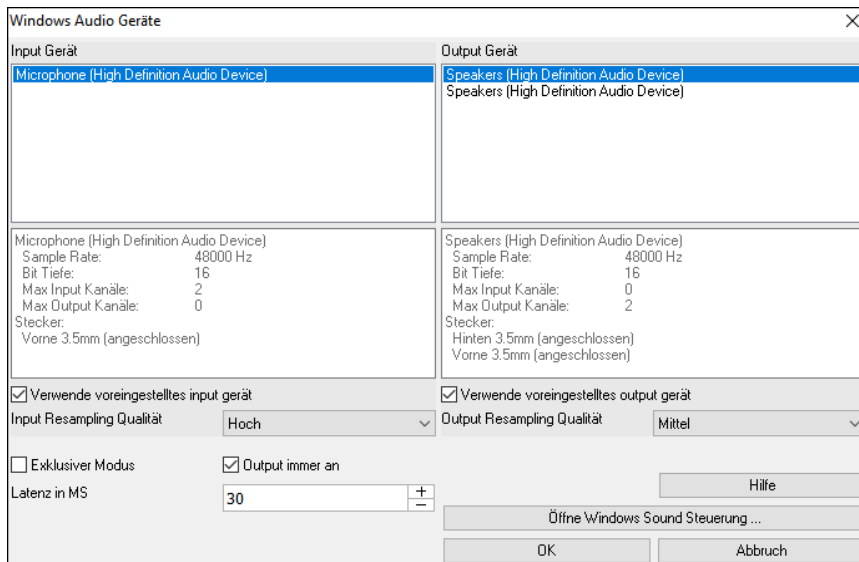 Windows Audio Geräte
Input Gerät
Output Gerät
Microphone (High Definition Audio Device)
Speakers (High Definition Audio Device)
Speakers (High Definition Audio Device)
Microphone (High Definition Audio Device)
Sample Rate: 48000 Hz
Bit Tiefe: 16
Max Input Kanäle: 2
Max Output Kanäle: 0
Stecker:
Vorne 3.5mm (angeschlossen)
Speakers (High Definition Audio Device)
Sample Rate: 48000 Hz
Bit Tiefe: 16
Max Input Kanäle: 0
Max Output Kanäle: 2
Stecker:
Hinten 3.5mm (angeschlossen)
Vorne 3.5mm (angeschlossen)
Verwende voreingestelltes input gerät
Verwende voreingestelltes output gerät
Input Resampling Qualität Hoch
Output Resampling Qualität Mittel
Exklusiver Modus
Output immer an
Latenz in MS 30
Hilfe
Öffne Windows Sound Steuerung ...
OK
Abbruch